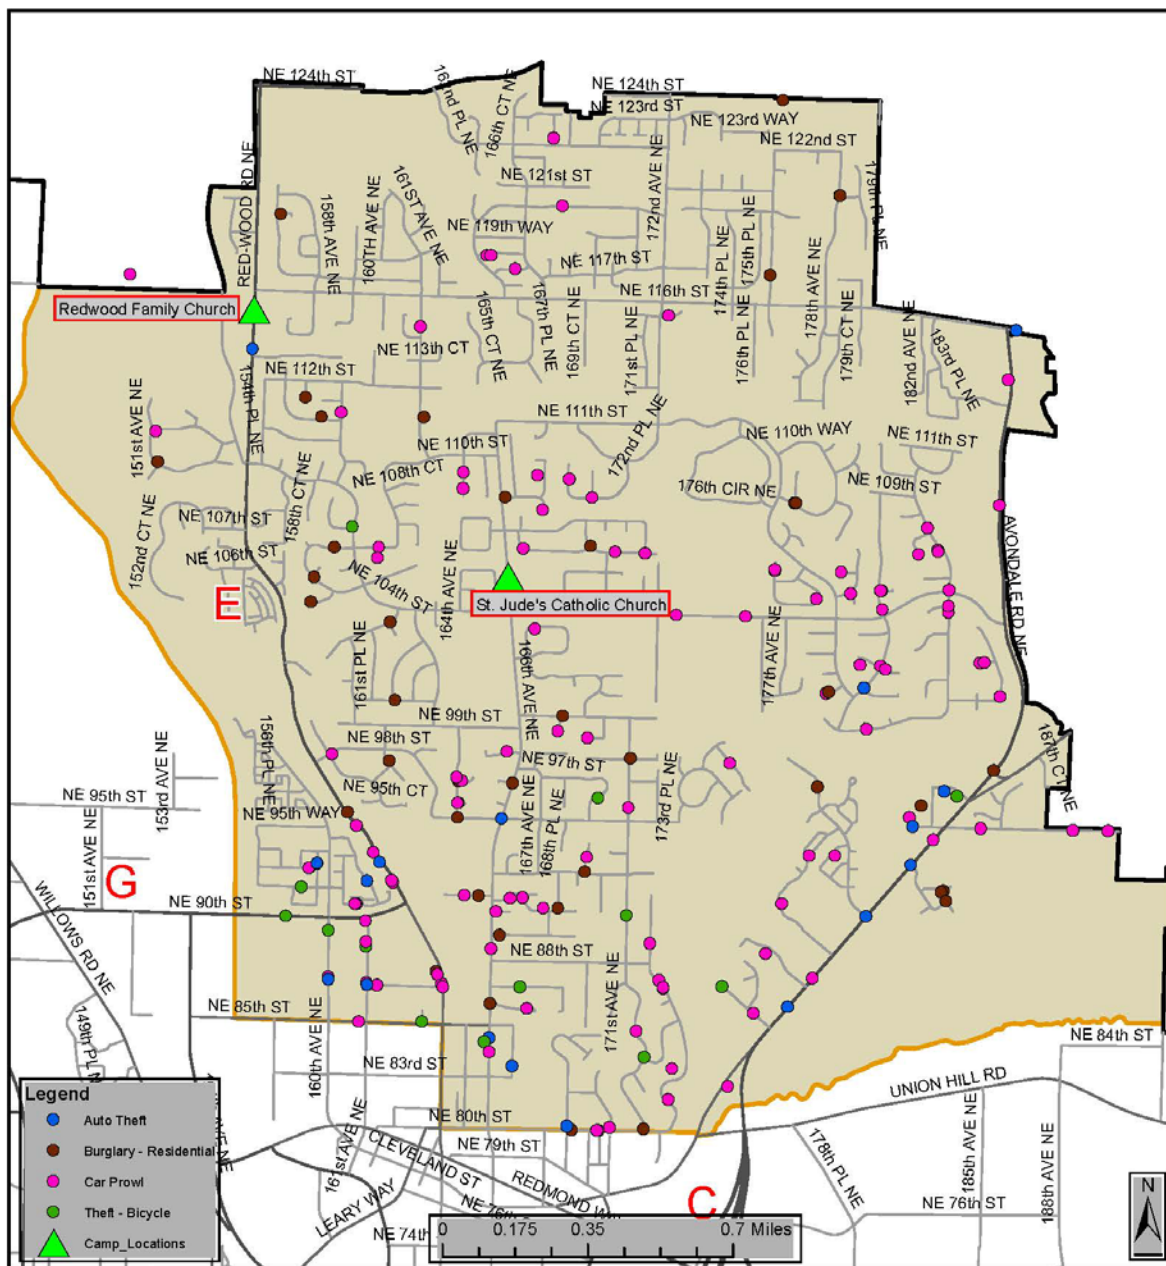 NE 124th ST
162nd PL NE
166th CT NE
NE 124th ST
NE 123rd ST
NE 123rd WAY
NE 122nd ST
179th PL NE
RED-WOOD RD NE
158th AVE NE
160TH AVE NE
161ST AVE NE
NE 121st ST
172nd AVE NE
NE 119th WAY
NE 117th ST
174th PL NE
175th PL NE
178th AVE NE
NE 116th ST
Redwood Family Church
165th CT NE
167th PL NE
169th CT NE
171st PL NE
176th PL NE
179th CT NE
182nd AVE NE
183rd PL NE
NE 113th CT
NE 112th ST
154th PL NE
151st AVE NE
NE 111th ST
172nd PL NE
NE 110th ST
NE 110th WAY
NE 111th ST
NE 108th CT
158th CT NE
176th CIR NE
NE 109th ST
152nd CT NE
NE 107th ST
NE 106th ST
AVONDALE RD NE
NE 104th ST
164th AVE NE
E
St. Jude's Catholic Church
161st PL NE
166th AVE NE
177th AVE NE
NE 99th ST
NE 98th ST
NE 97th ST
156th PL NE
153rd AVE NE
NE 95th CT
187th CT NE
NE 95th ST
NE 95th WAY
167th AVE NE
168th PL NE
173rd PL NE
151st AVE NE
G
WILLOWS RD NE
NE 90th ST
NE 88th ST
171st AVE NE
NE 85th ST
160th AVE NE
149th PL NE
NE 83rd ST
NE 84th ST
UNION HILL RD
NE 80th ST
161st AVE NE
CLEVELAND ST
NE 79th ST
REDMOND W
LEARY WAY
NE 76th
NE 74th
178th PL NE
185th AVE NE
188th AVE NE
NE 76th ST
C
AVE NE
Legend
Auto Theft
Burglary - Residential
Car Prowl
Theft - Bicycle
Camp_Locations
0 0.175 0.35 0.7 Miles
N